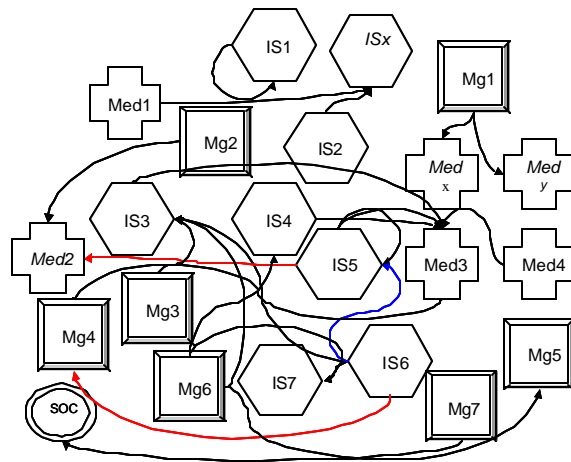 IS1
ISx
Mg1
Med1
Mg2
IS2
Med
x
Med
y
IS3
IS4
Med2
IS5
Med3
Med4
Mg3
Mg4
Mg5
Mg6
IS7
IS6
SOC
Mg7